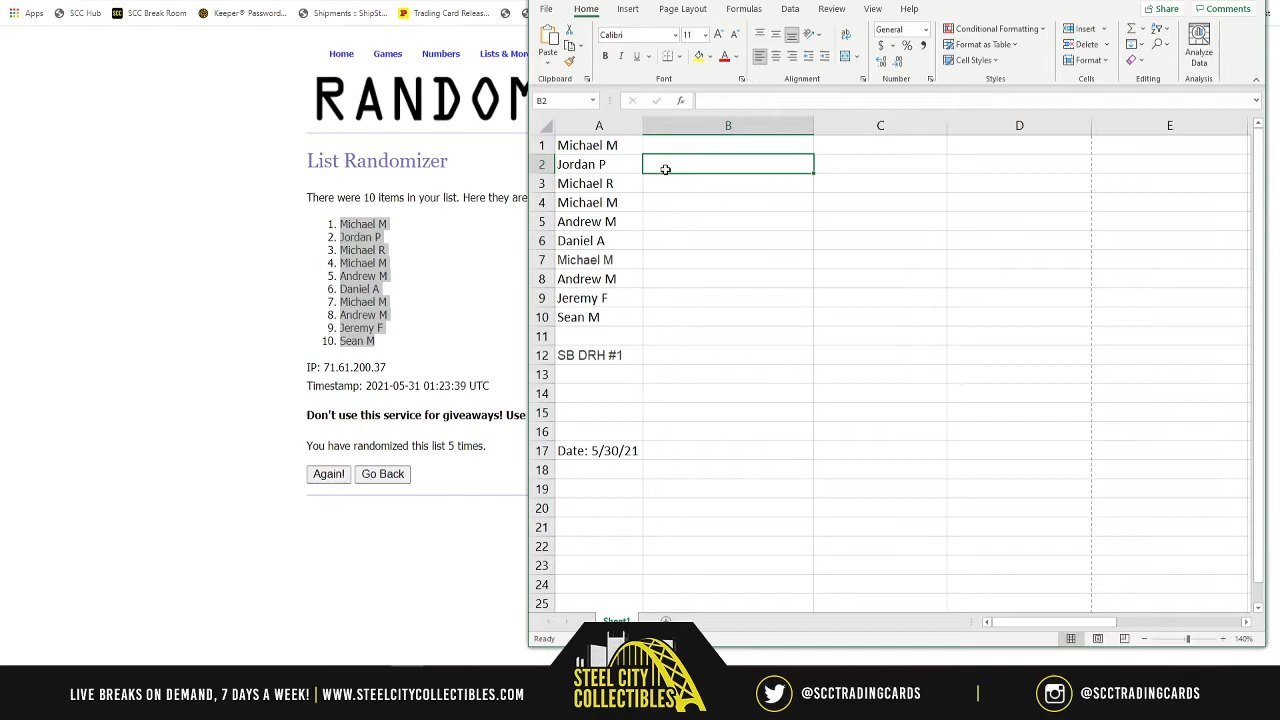 Apps SCC Hub SCC Break Room Keeper® Password... Shipments :: ShipSt... Trading Card Releas...
Home Games Numbers Lists & Mor
RANDOM
List Randomizer
There were 10 items in your list. Here they are
1. Michael M
2. Jordan P
3. Michael R
4. Michael M
5. Andrew M
6. Daniel A
7. Michael M
8. Andrew M
9. Jeremy F
10. Sean M
IP: 71.61.200.37
Timestamp: 2021-05-31 01:23:39 UTC
Don't use this service for giveaways! Use
You have randomized this list 5 times.
Again! Go Back
File Home Insert Page Layout Formulas Data Review View Help Share Comments
Paste Calibri 11 General Conditional Formatting Insert Analyze Data
Format as Table Delete
Cell Styles Format
Clipboard Font Alignment Number Styles Cells Editing Analysis
B2 fx
A B C D E
1 Michael M
2 Jordan P
3 Michael R
4 Michael M
5 Andrew M
6 Daniel A
7 Michael M
8 Andrew M
9 Jeremy F
10 Sean M
11
12 SB DRH #1
13
14
15
16
17 Date: 5/30/21
18
19
20
21
22
23
24
25
Sheet1
Ready 140%
LIVE BREAKS ON DEMAND, 7 DAYS A WEEK! | WWW.STEELCITYCOLLECTIBLES.COM
STEEL CITY COLLECTIBLES
@SCCTRADINGCARDS | @SCCTRADINGCARDS